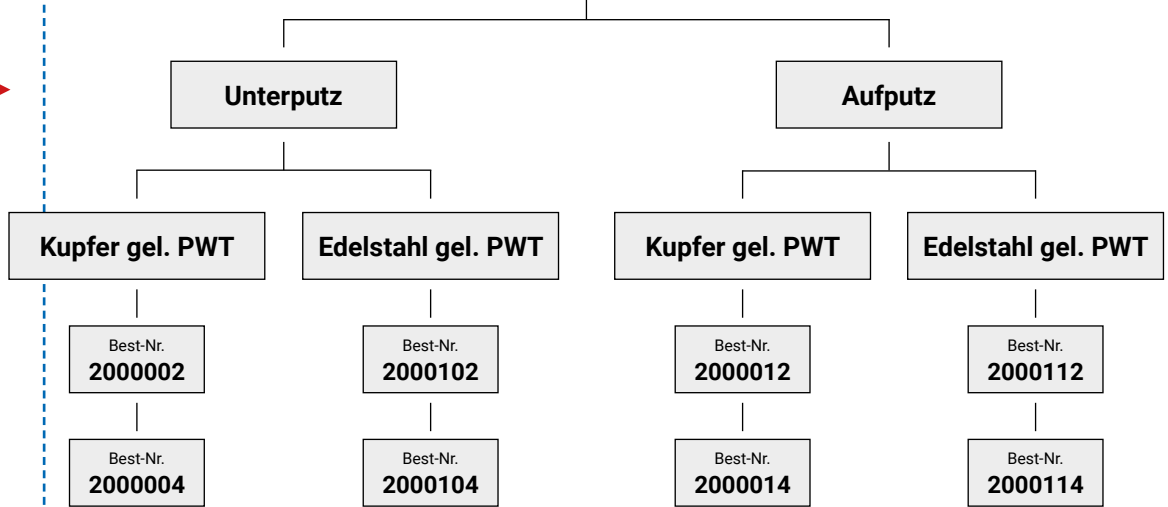 Unterputz
Aufputz
Kupfer gel. PWT
Edelstahl gel. PWT
Kupfer gel. PWT
Edelstahl gel. PWT
Best-Nr.
2000002
Best-Nr.
2000102
Best-Nr.
2000012
Best-Nr.
2000112
Best-Nr.
2000004
Best-Nr.
2000104
Best-Nr.
2000014
Best-Nr.
2000114